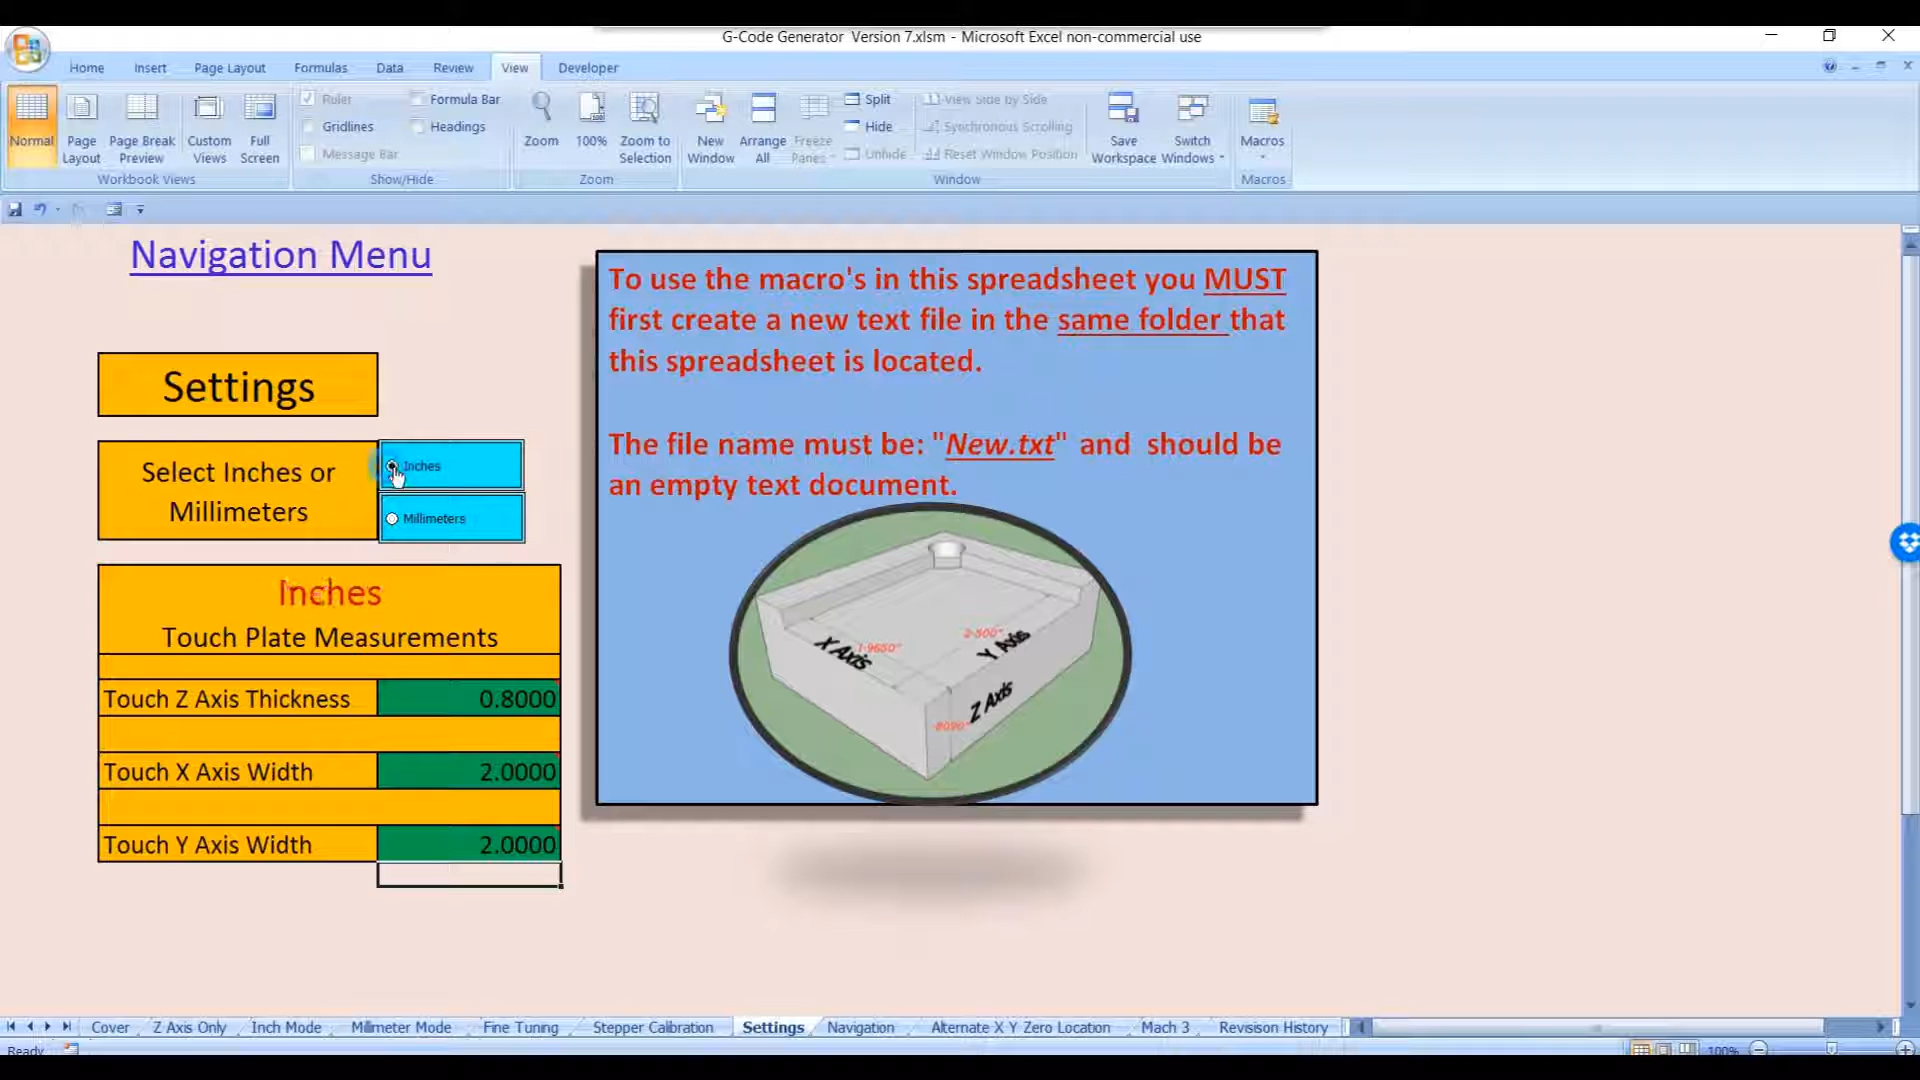 G-Code Generator Version 7.xlsm - Microsoft Excel non-commercial use
Home Insert Page Layout Formulas Data Review View Developer
Normal
Page Layout
Page Break Preview
Custom Views
Full Screen
Workbook Views
Ruler
Gridlines
Message Bar
Formula Bar
Headings
Show/Hide
Zoom
100%
Zoom to Selection
Zoom
New Window
Arrange All
Freeze Panes
Split
Hide
Unhide
View Side by Side
Synchronous Scrolling
Reset Window Position
Save Workspace
Switch Windows
Window
Macros
Macros
Navigation Menu
Settings
Select Inches or
Millimeters
Inches
Millimeters
Inches
Touch Plate Measurements
Touch Z Axis Thickness 0.8000
Touch X Axis Width 2.0000
Touch Y Axis Width 2.0000
To use the macro's in this spreadsheet you MUST
first create a new text file in the same folder that
this spreadsheet is located.
The file name must be: "New.txt" and should be
an empty text document.
X Axis
1.9650"
2.500"
Y Axis
Z Axis
Cover Z Axis Only Inch Mode Millimeter Mode Fine Tuning Stepper Calibration Settings Navigation Alternate X Y Zero Location Mach 3 Revisison History
Ready
100%